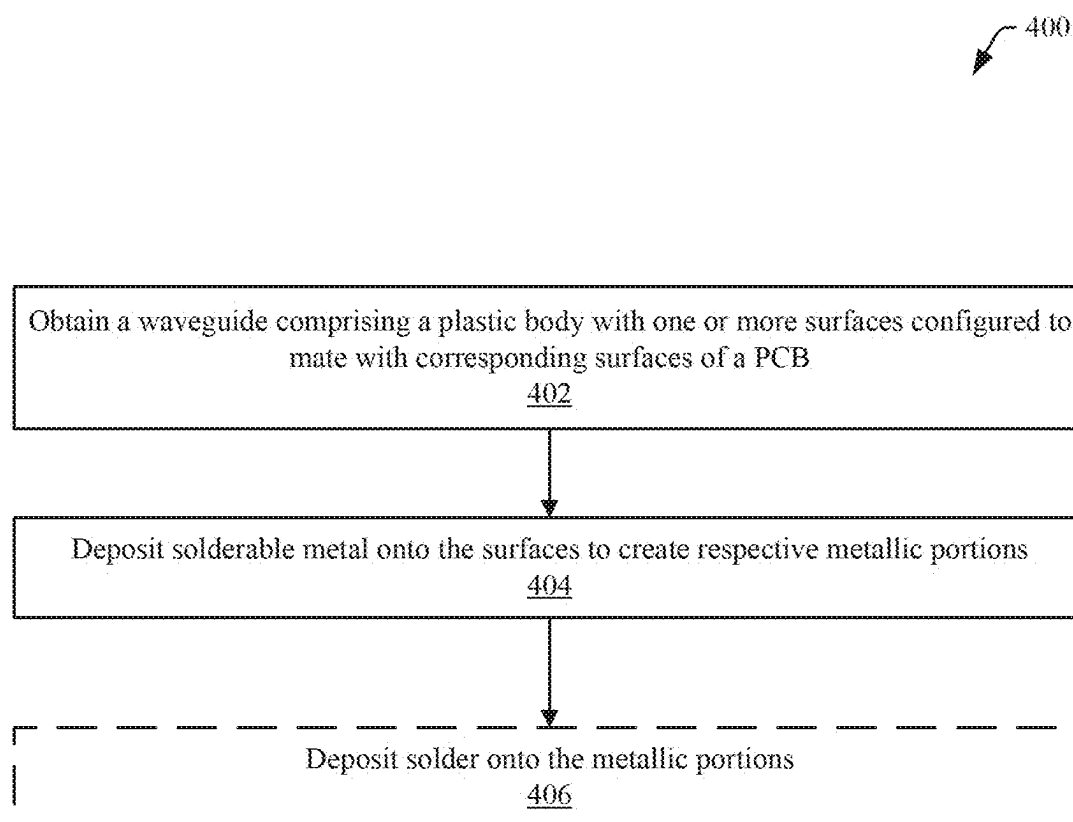 400
Obtain a waveguide comprising a plastic body with one or more surfaces configured to
mate with corresponding surfaces of a PCB
402
Deposit solderable metal onto the surfaces to create respective metallic portions
404
Deposit solder onto the metallic portions
406